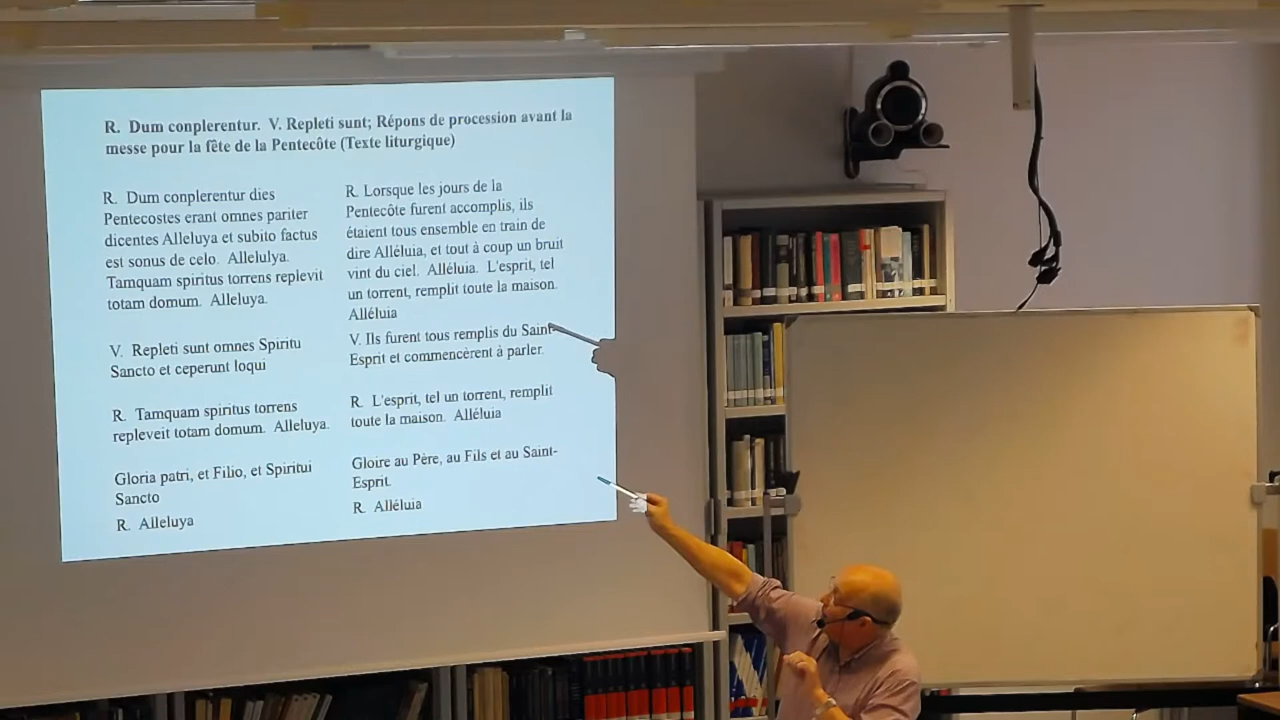 R. Dum conplerentur. V. Repleti sunt; Répons de procession avant la
messe pour la fête de la Pentecôte (Texte liturgique)
R. Dum conplerentur dies
Pentecostes erant omnes pariter
dicentes Alleluya et subito factus
est sonus de celo. Allelulya.
Tamquam spiritus torrens replevit
totam domum. Alleluya.
V. Repleti sunt omnes Spiritu
Sancto et ceperunt loqui
R. Tamquam spiritus torrens
repleveit totam domum. Alleluya.
Gloria patri, et Filio, et Spiritui
Sancto
R. Alleluya
R. Lorsque les jours de la
Pentecôte furent accomplis, ils
étaient tous ensemble en train de
dire Alléluia, et tout à coup un bruit
vint du ciel. Alléluia. L'esprit, tel
un torrent, remplit toute la maison.
Alléluia
V. Ils furent tous remplis du Saint-
Esprit et commencèrent à parler.
R. L'esprit, tel un torrent, remplit
toute la maison. Alléluia
Gloire au Père, au Fils et au Saint-
Esprit.
R. Alléluia